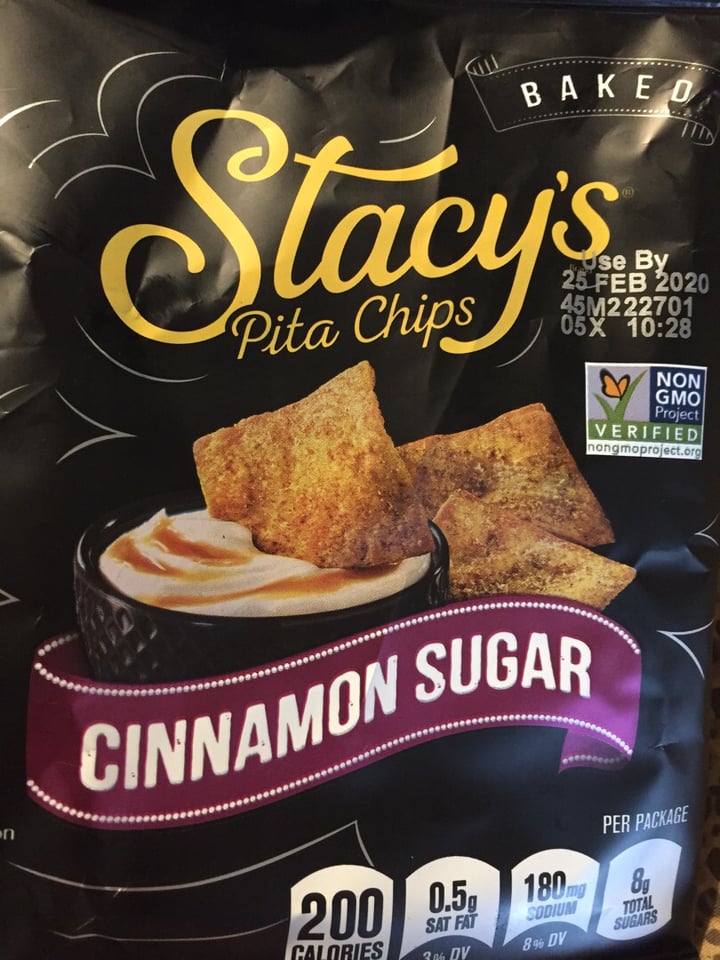 BAKED
Stacy's®
Pita Chips
Use By
25 FEB 2020
45M222701
05X 10:28
NON
GMO
Project
VERIFIED
nongmoproject.org
CINNAMON SUGAR
PER PACKAGE
200
CALORIES
0.5g
SAT FAT
3% DV
180mg
SODIUM
8% DV
8g
TOTAL
SUGARS